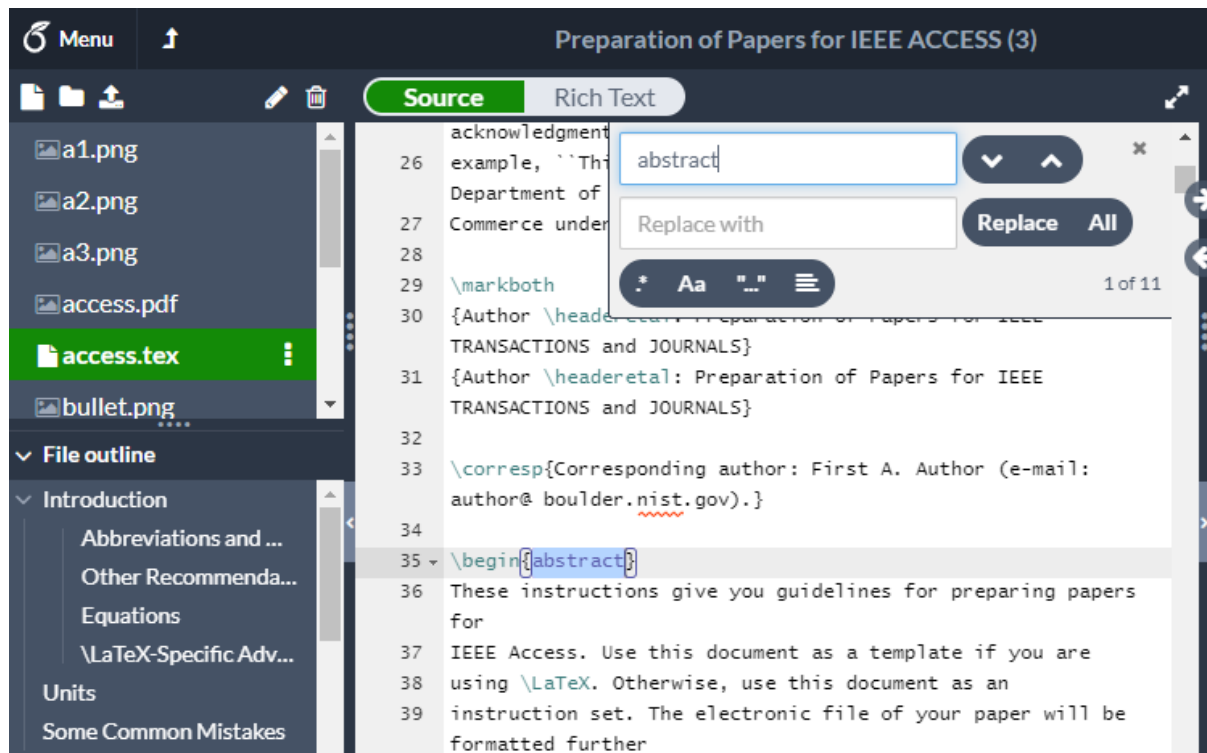 Menu
Preparation of Papers for IEEE ACCESS (3)
Source Rich Text
a1.png
a2.png
a3.png
access.pdf
access.tex
bullet.png
File outline
Introduction
Abbreviations and ...
Other Recommenda...
Equations
\LaTeX-Specific Adv...
Units
Some Common Mistakes
abstract
Replace with
Replace All
.* Aa "..."
1 of 11
acknowledgment
26 example, ``Thi
Department of
27 Commerce under
28
29 \markboth
30 {Author \headeretal: Preparation of Papers for IEEE
TRANSACTIONS and JOURNALS}
31 {Author \headeretal: Preparation of Papers for IEEE
TRANSACTIONS and JOURNALS}
32
33 \corresp{Corresponding author: First A. Author (e-mail:
author@ boulder.nist.gov).}
34
35 \begin{abstract}
36 These instructions give you guidelines for preparing papers
for
37 IEEE Access. Use this document as a template if you are
38 using \LaTeX. Otherwise, use this document as an
39 instruction set. The electronic file of your paper will be
formatted further